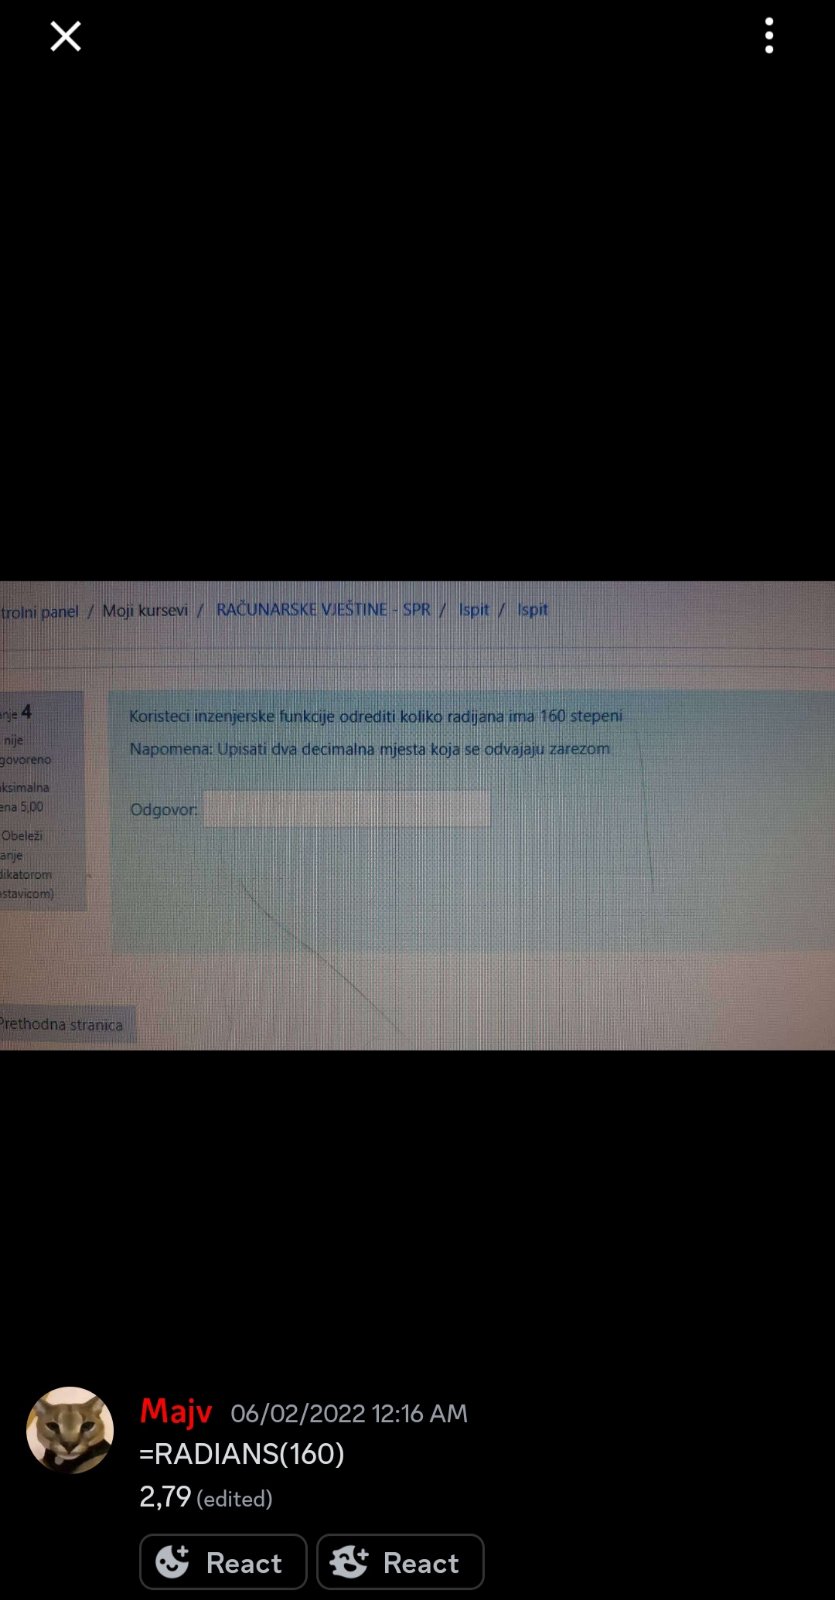 trolni panel / Moji kursevi / RAČUNARSKE VJEŠTINE - SPR / Ispit / Ispit
4
nije
govoreno
ksimalna
ena 5,00
Obeleži
anje
dikatorom
stavicom)
Koristeci inzenjerske funkcije odrediti koliko radijana ima 160 stepeni
Napomena: Upisati dva decimalna mjesta koja se odvajaju zarezom
Odgovor:
Prethodna stranica
Majv 06/02/2022 12:16 AM
=RADIANS(160)
2,79 (edited)
React React